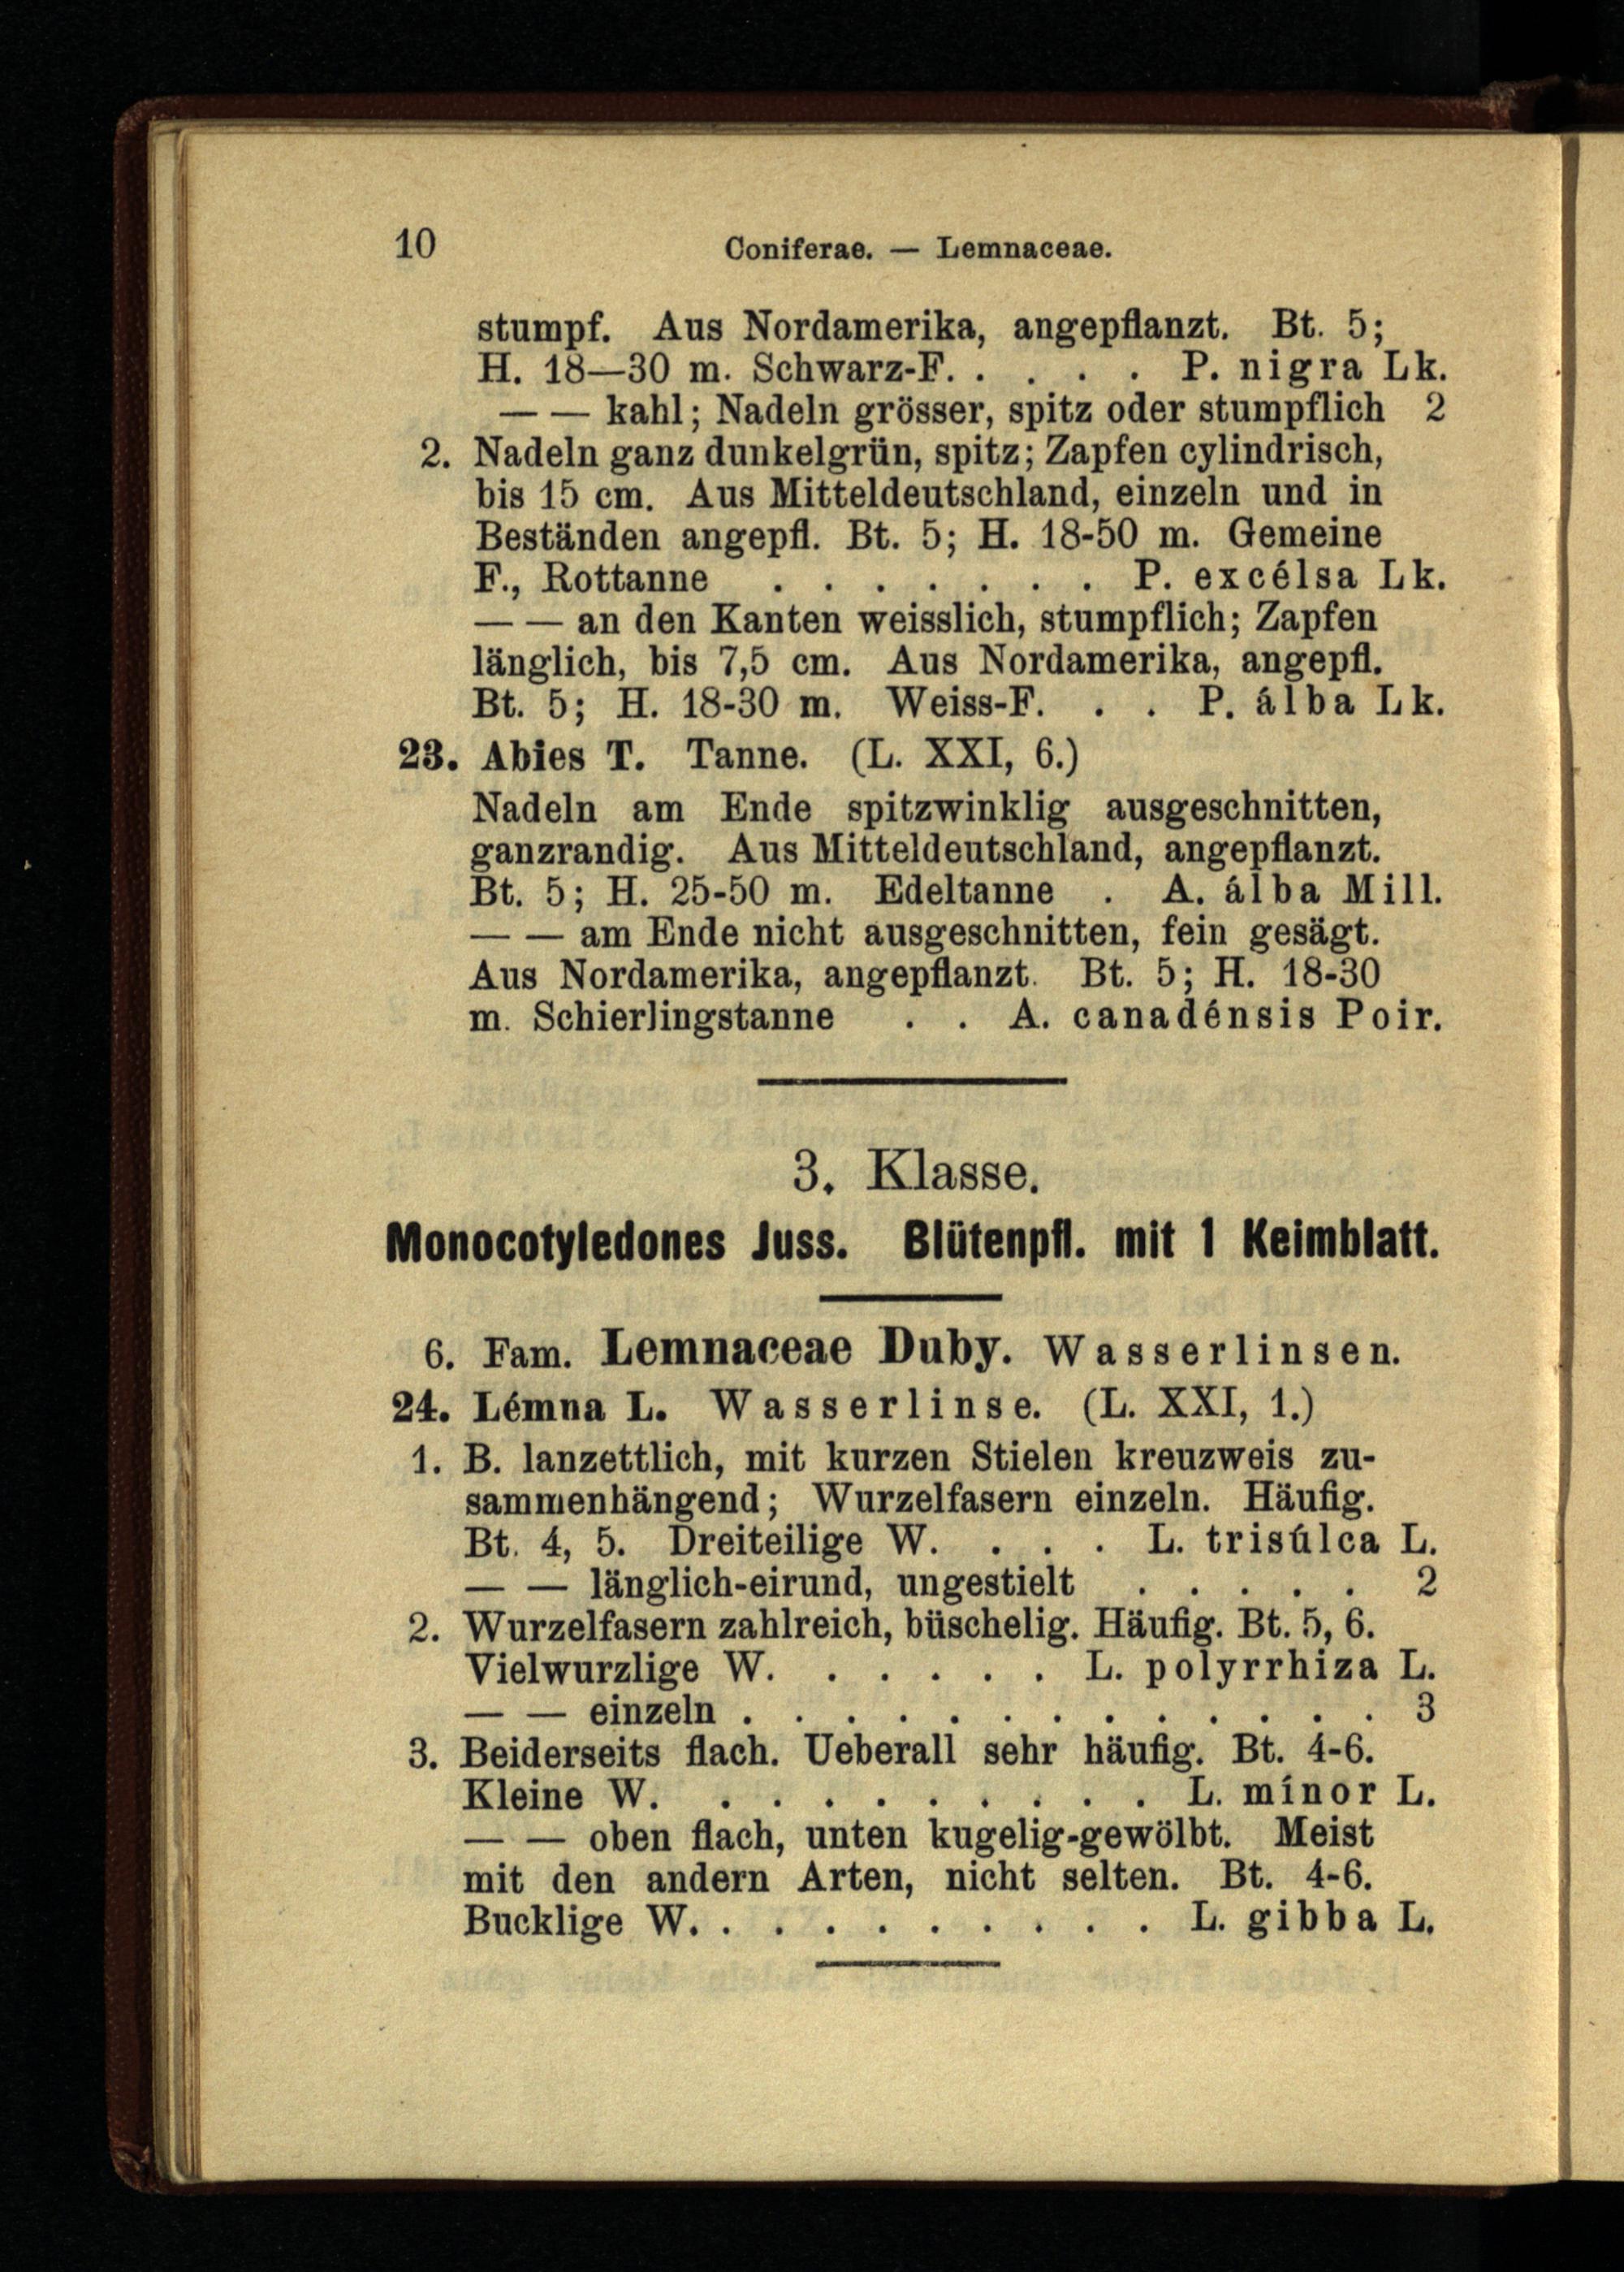 10 Coniferae. — Lemnaceae.
stumpf. Aus Nordamerika, angepflanzt. Bt. 5;
H. 18—30 m. Schwarz-F. . . . . . P. nigra Lk.
— — kahl; Nadeln grösser, spitz oder stumpflich 2
2. Nadeln ganz dunkelgrün, spitz; Zapfen cylindrisch,
bis 15 cm. Aus Mitteldeutschland, einzeln und in
Beständen angepfl. Bt. 5; H. 18-50 m. Gemeine
F., Rottanne . . . . . . . P. excélsa Lk.
— — an den Kanten weisslich, stumpflich; Zapfen
länglich, bis 7,5 cm. Aus Nordamerika, angepfl.
Bt. 5; H. 18-30 m. Weiss-F. . . P. álba Lk.
23. Abies T. Tanne. (L. XXI, 6.)
Nadeln am Ende spitzwinklig ausgeschnitten,
ganzrandig. Aus Mitteldeutschland, angepflanzt.
Bt. 5; H. 25-50 m. Edeltanne . A. álba Mill.
— — am Ende nicht ausgeschnitten, fein gesägt.
Aus Nordamerika, angepflanzt. Bt. 5; H. 18-30
m. Schierlingstanne . . A. canadénsis Poir.
3. Klasse.
Monocotyledones Juss. Blütenpfl. mit 1 Keimblatt.
6. Fam. Lemnaceae Duby. Wasserlinsen.
24. Lémna L. Wasserlinse. (L. XXI, 1.)
1. B. lanzettlich, mit kurzen Stielen kreuzweis zu-
sammenhängend; Wurzelfasern einzeln. Häufig.
Bt. 4, 5. Dreiteilige W. . . . L. trisúlca L.
— — länglich-eirund, ungestielt . . . . . 2
2. Wurzelfasern zahlreich, büschelig. Häufig. Bt. 5, 6.
Vielwurzlige W. . . . . . L. polyrrhiza L.
— — einzeln . . . . . . . . . . . . . 3
3. Beiderseits flach. Ueberall sehr häufig. Bt. 4-6.
Kleine W. . . . . . . . . . L. mínor L.
— — oben flach, unten kugelig-gewölbt. Meist
mit den andern Arten, nicht selten. Bt. 4-6.
Bucklige W. . . . . . . . . . L. gibba L.